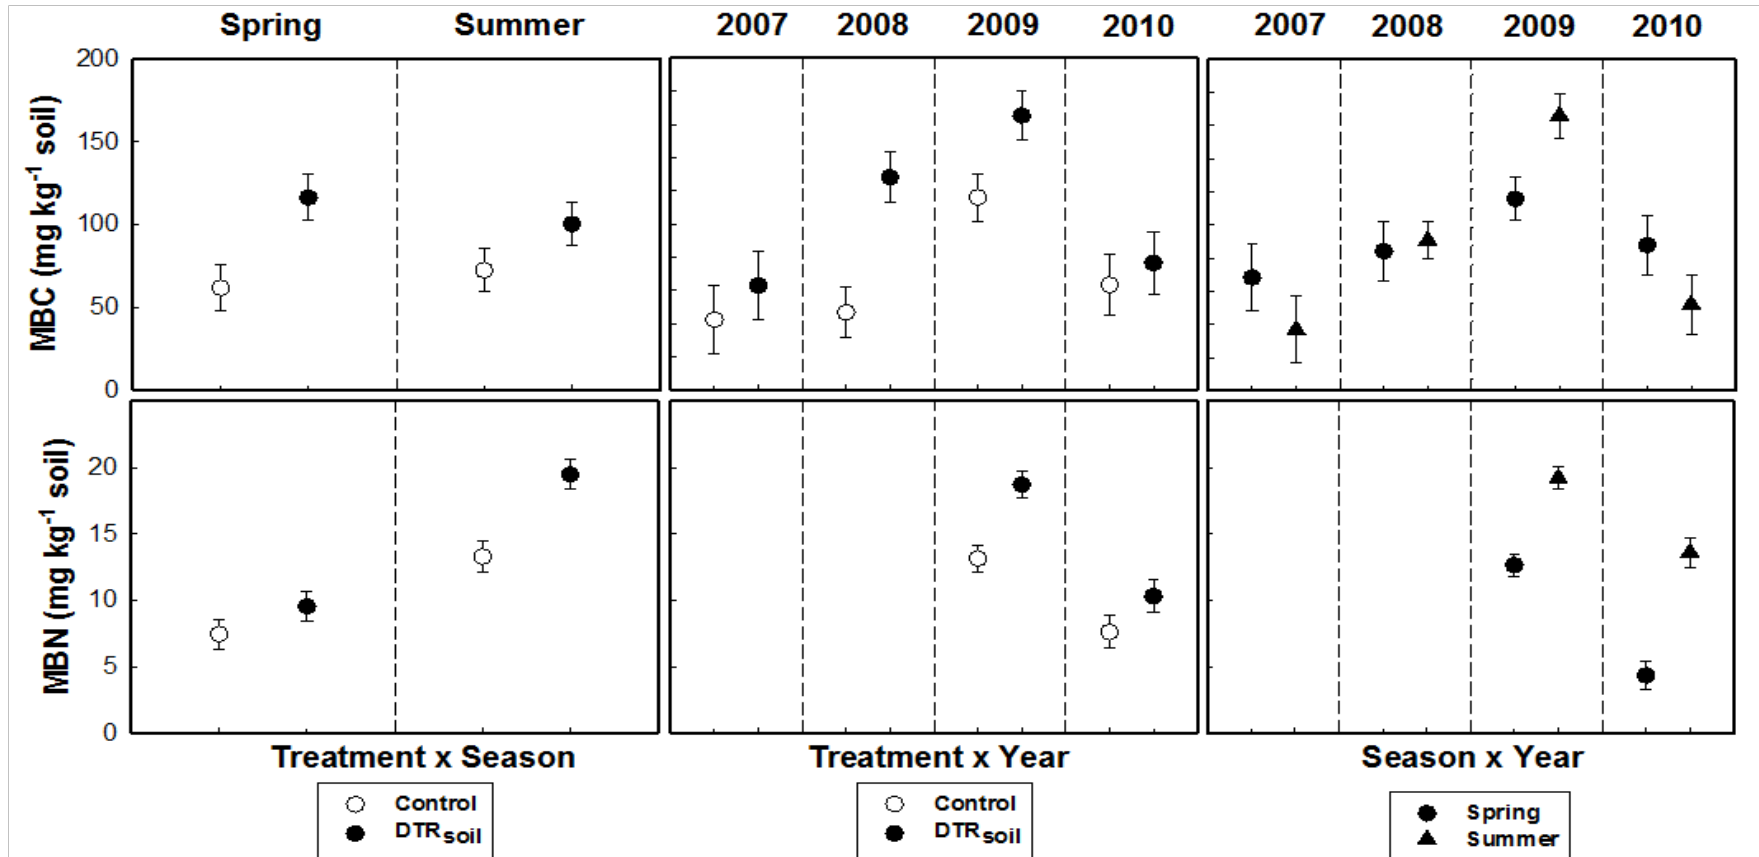 Spring Summer 2007 2008 2009 2010 2007 2008 2009 2010
MBC (mg kg-1 soil)
200
150
100
50
0
MBN (mg kg-1 soil)
20
15
10
5
0
Treatment x Season Treatment x Year Season x Year
Control
DTRsoil
Control
DTRsoil
Spring
Summer